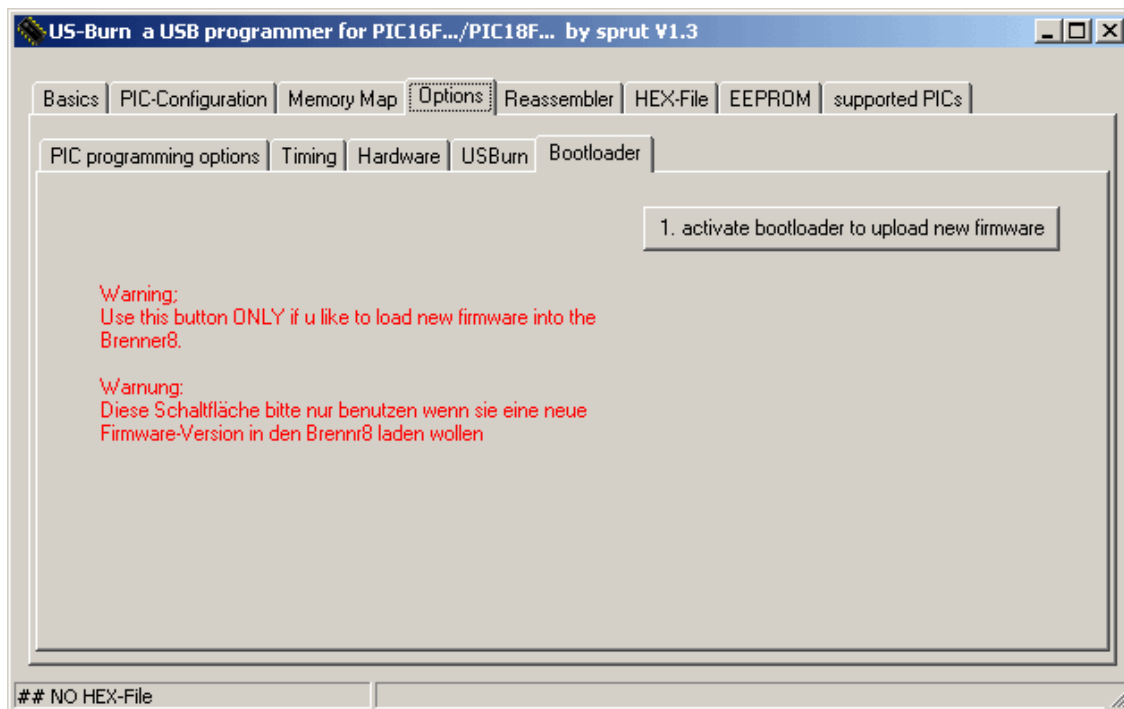 US-Burn a USB programmer for PIC16F.../PIC18F... by sprut V1.3
Basics PIC-Configuration Memory Map Options Reassembler HEX-File EEPROM supported PICs
PIC programming options Timing Hardware USBurn Bootloader
1. activate bootloader to upload new firmware
Warning;
Use this button ONLY if u like to load new firmware into the
Brenner8.
Warnung:
Diese Schaltfläche bitte nur benutzen wenn sie eine neue
Firmware-Version in den Brennr8 laden wollen
## NO HEX-File